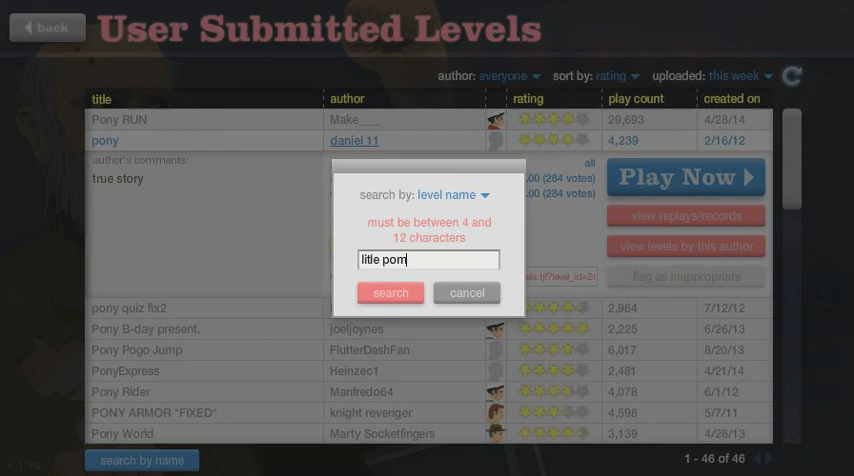 back
User Submitted Levels
author: everyone sort by: rating uploaded: this week
title author rating play count created on
Pony RUN Make___ 29,693 4/28/14
pony daniel 11 4,239 2/16/12
author's comments:
true story
all
.00 (284 votes)
.00 (284 votes)
Play Now
view replays/records
view levels by this author
flag as inappropriate
search by: level name
must be between 4 and
12 characters
litle pom
search cancel
pony quiz fix2 2,964 7/12/12
Pony B-day present. joeljoynes 2,225 6/26/13
Pony Pogo Jump FlutterDashFan 6,017 8/20/13
PonyExpress Heinzec1 2,481 4/21/14
Pony Rider Manfredo64 4,078 6/1/12
PONY ARMOR *FIXED* knight revenger 4,598 5/7/11
Pony World Marty Socketfingers 3,139 4/28/13
search by name
1 - 46 of 46